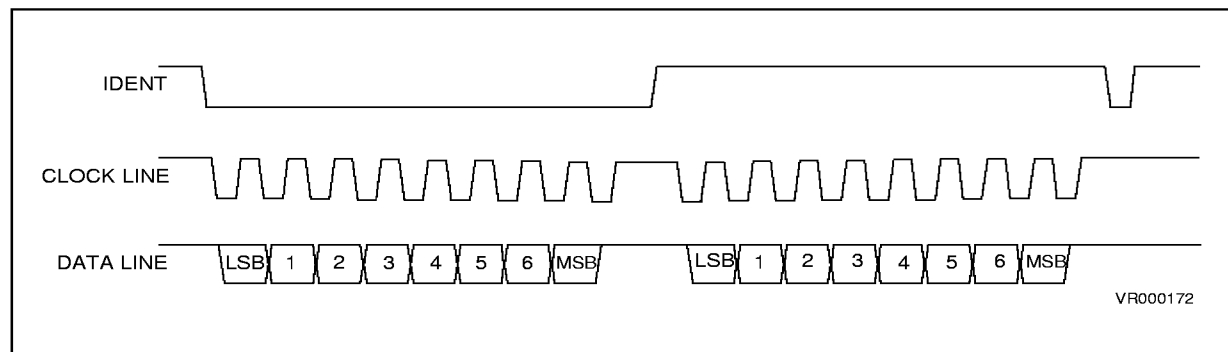 IDENT
CLOCK LINE
DATA LINE LSB 1 2 3 4 5 6 MSB LSB 1 2 3 4 5 6 MSB
VR000172